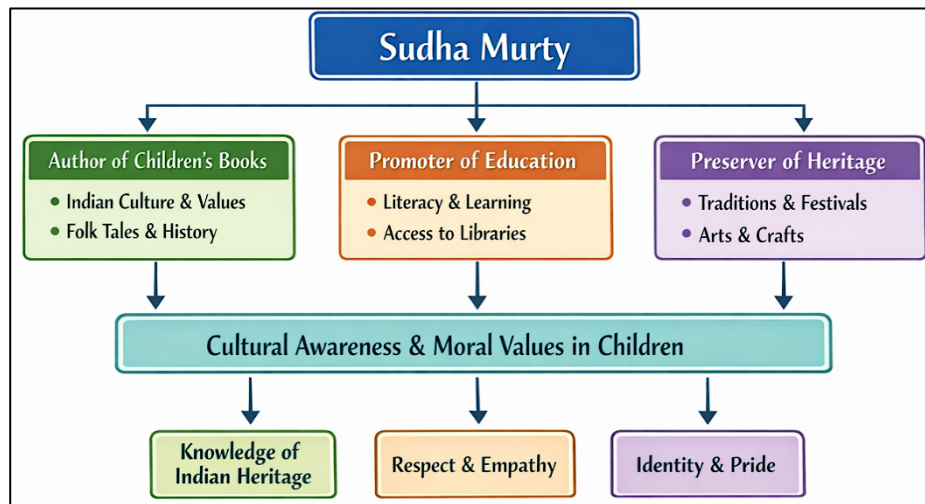 Sudha Murty
Author of Children's Books
• Indian Culture & Values
• Folk Tales & History
Promoter of Education
• Literacy & Learning
• Access to Libraries
Preserver of Heritage
• Traditions & Festivals
• Arts & Crafts
Cultural Awareness & Moral Values in Children
Knowledge of
Indian Heritage
Respect & Empathy
Identity & Pride